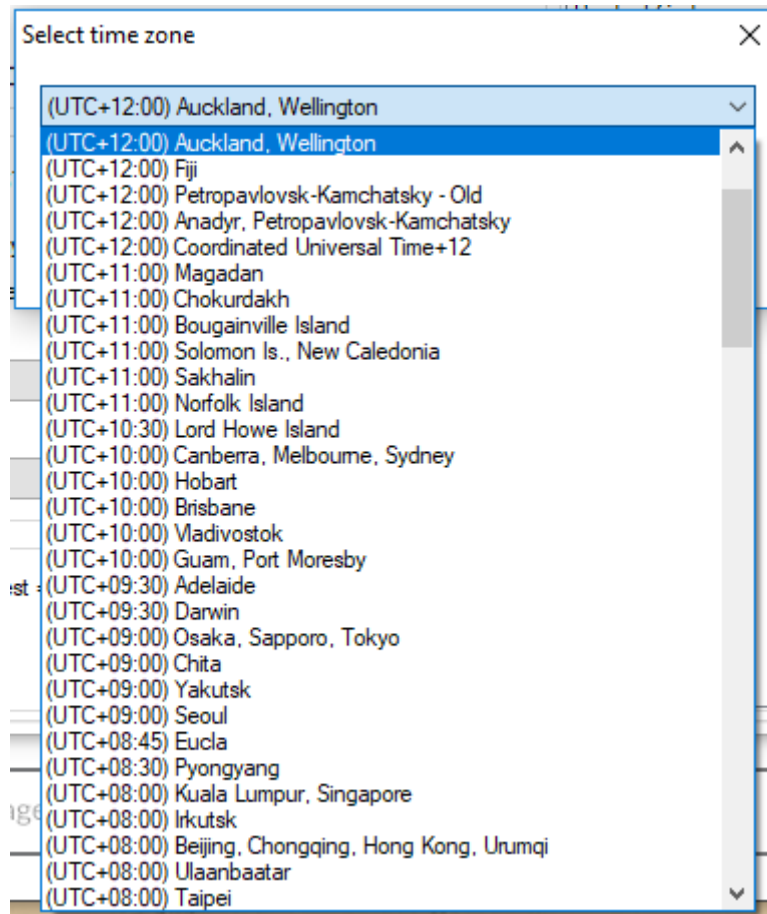 Select time zone
(UTC+12:00) Auckland, Wellington
(UTC+12:00) Auckland, Wellington
(UTC+12:00) Fiji
(UTC+12:00) Petropavlovsk-Kamchatsky - Old
(UTC+12:00) Anadyr, Petropavlovsk-Kamchatsky
(UTC+12:00) Coordinated Universal Time+12
(UTC+11:00) Magadan
(UTC+11:00) Chokurdakh
(UTC+11:00) Bougainville Island
(UTC+11:00) Solomon Is., New Caledonia
(UTC+11:00) Sakhalin
(UTC+11:00) Norfolk Island
(UTC+10:30) Lord Howe Island
(UTC+10:00) Canberra, Melbourne, Sydney
(UTC+10:00) Hobart
(UTC+10:00) Brisbane
(UTC+10:00) Vladivostok
(UTC+10:00) Guam, Port Moresby
(UTC+09:30) Adelaide
(UTC+09:30) Darwin
(UTC+09:00) Osaka, Sapporo, Tokyo
(UTC+09:00) Chita
(UTC+09:00) Yakutsk
(UTC+09:00) Seoul
(UTC+08:45) Eucla
(UTC+08:30) Pyongyang
(UTC+08:00) Kuala Lumpur, Singapore
(UTC+08:00) Irkutsk
(UTC+08:00) Beijing, Chongqing, Hong Kong, Urumqi
(UTC+08:00) Ulaanbaatar
(UTC+08:00) Taipei